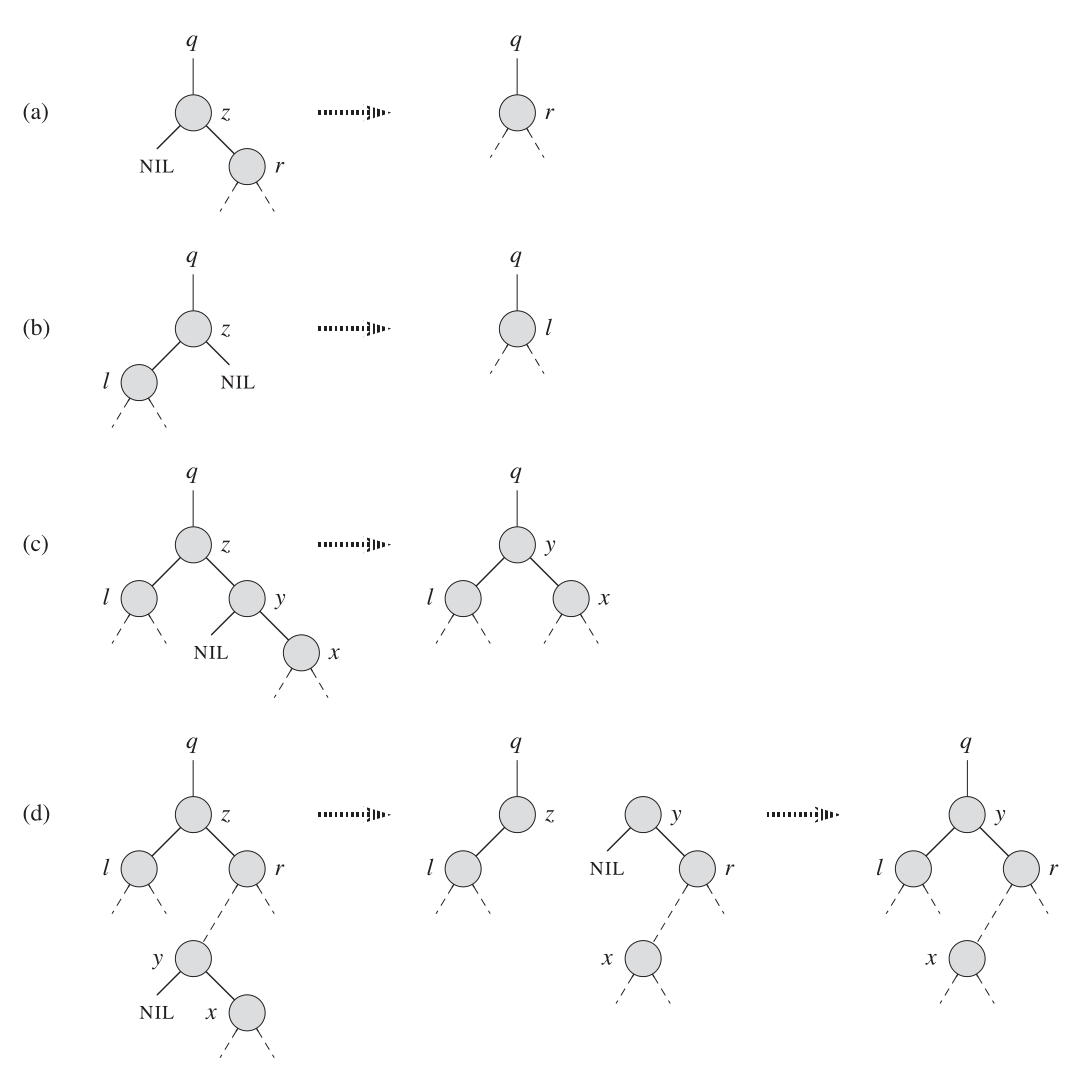 q q
(a) z r
NIL r
q q
(b) z l
l NIL
q q
(c) z y
l y l x
NIL x
q q q
(d) z z y y
l r l NIL r l r
y x x
NIL x